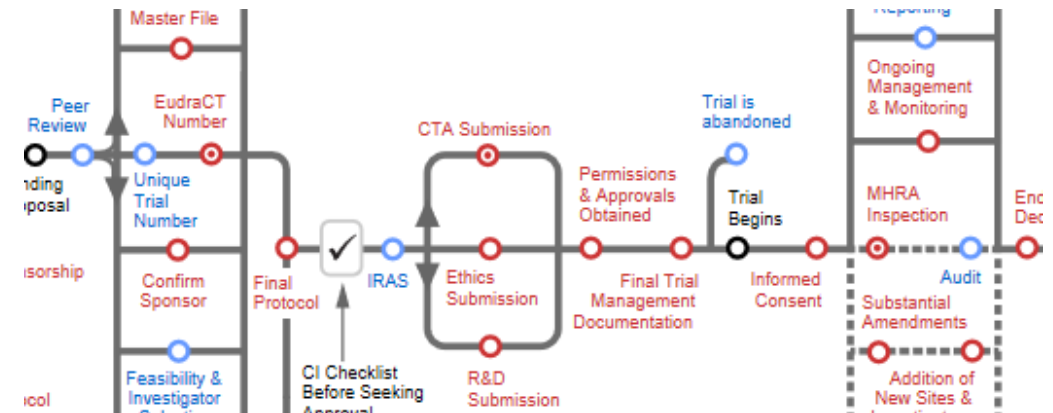 Master File
Reporting
Peer
Review
EudraCT
Number
Unique
Trial
Number
Confirm
Sponsor
Feasibility &
Investigator
Final
Protocol
CI Checklist
Before Seeking
Approval
IRAS
CTA Submission
Ethics
Submission
R&D
Submission
Permissions
& Approvals
Obtained
Final Trial
Management
Documentation
Trial is
abandoned
Trial
Begins
Informed
Consent
Ongoing
Management
& Monitoring
MHRA
Inspection
Audit
Substantial
Amendments
Addition of
New Sites &